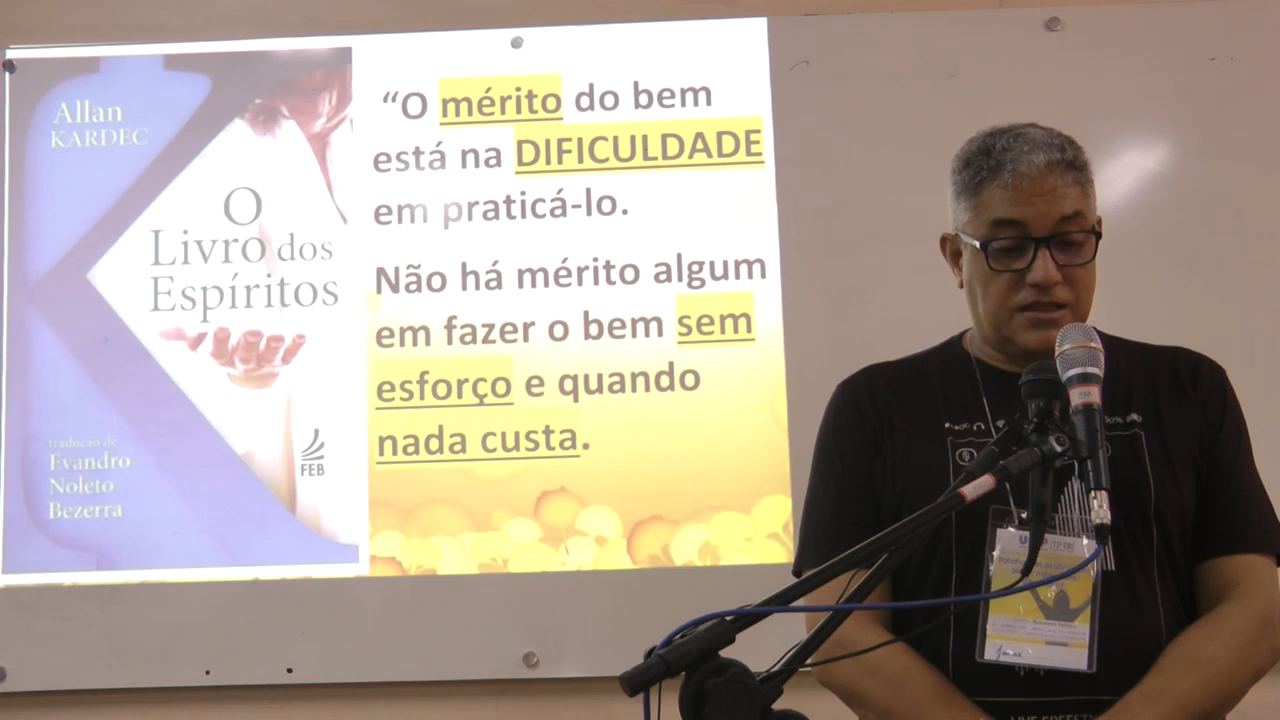 Allan
KARDEC
O
Livro dos
Espíritos
tradução de
Evandro
Noleto
Bezerra
FEB
“O mérito do bem
está na DIFICULDADE
em praticá-lo.
Não há mérito algum
em fazer o bem sem
esforço e quando
nada custa.